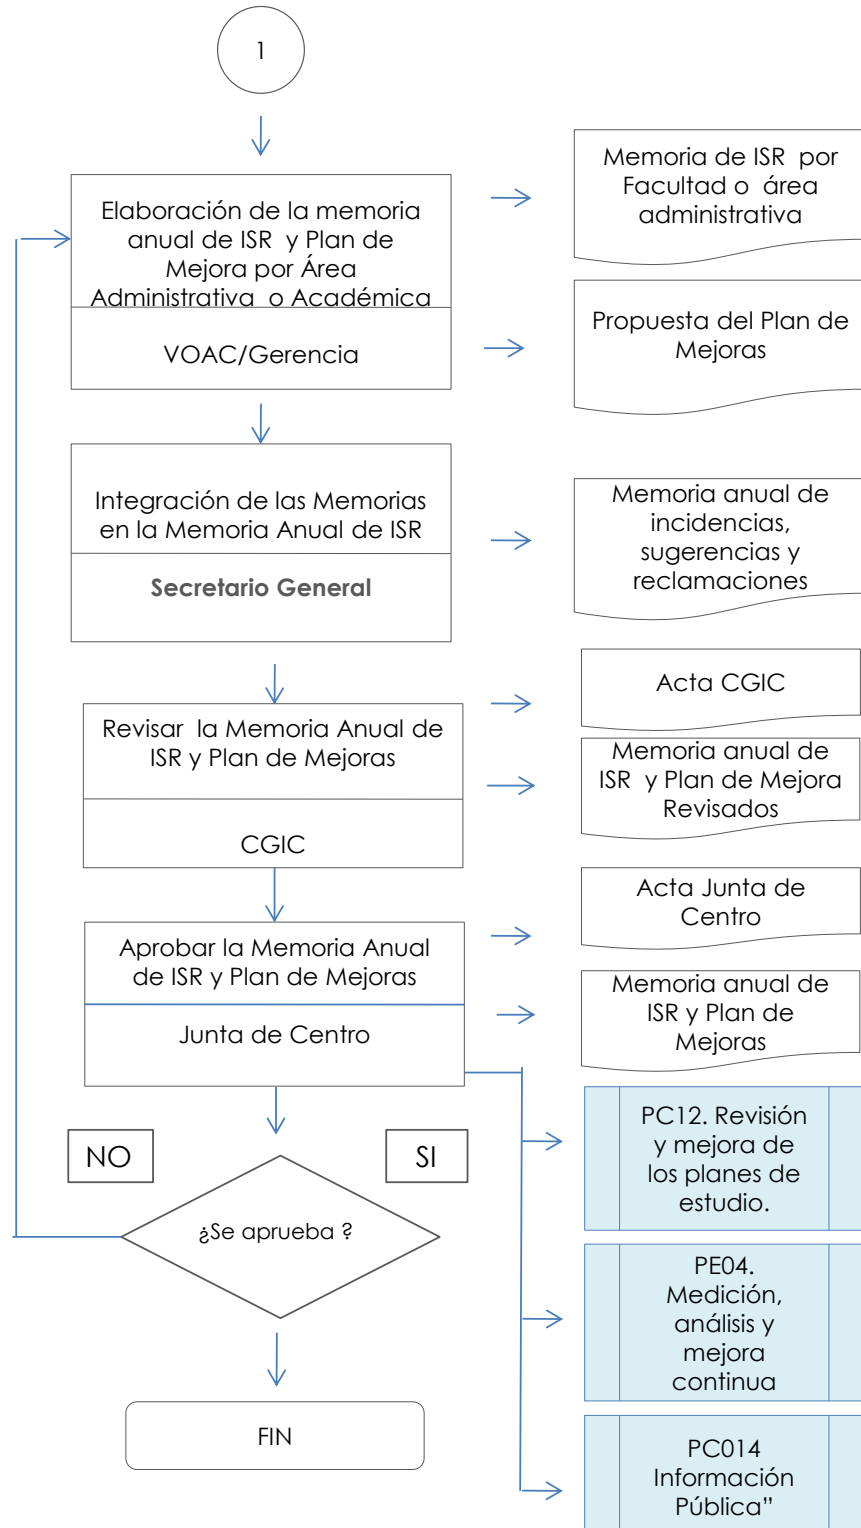 1
Elaboración de la memoria
anual de ISR y Plan de
Mejora por Área
Administrativa o Académica
VOAC/Gerencia
Memoria de ISR por
Facultad o área
administrativa
Propuesta del Plan de
Mejoras
Integración de las Memorias
en la Memoria Anual de ISR
Secretario General
Memoria anual de
incidencias,
sugerencias y
reclamaciones
Revisar la Memoria Anual de
ISR y Plan de Mejoras
CGIC
Acta CGIC
Memoria anual de
ISR y Plan de Mejora
Revisados
Aprobar la Memoria Anual
de ISR y Plan de Mejoras
Junta de Centro
Acta Junta de
Centro
Memoria anual de
ISR y Plan de
Mejoras
NO
SI
¿Se aprueba ?
FIN
PC12. Revisión
y mejora de
los planes de
estudio.
PE04.
Medición,
análisis y
mejora
continua
PC014
Información
Pública”